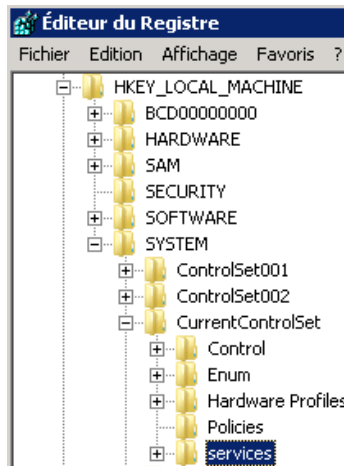 Éditeur du Registre
Fichier Edition Affichage Favoris ?
HKEY_LOCAL_MACHINE
BCD00000000
HARDWARE
SAM
SECURITY
SOFTWARE
SYSTEM
ControlSet001
ControlSet002
CurrentControlSet
Control
Enum
Hardware Profiles
Policies
services